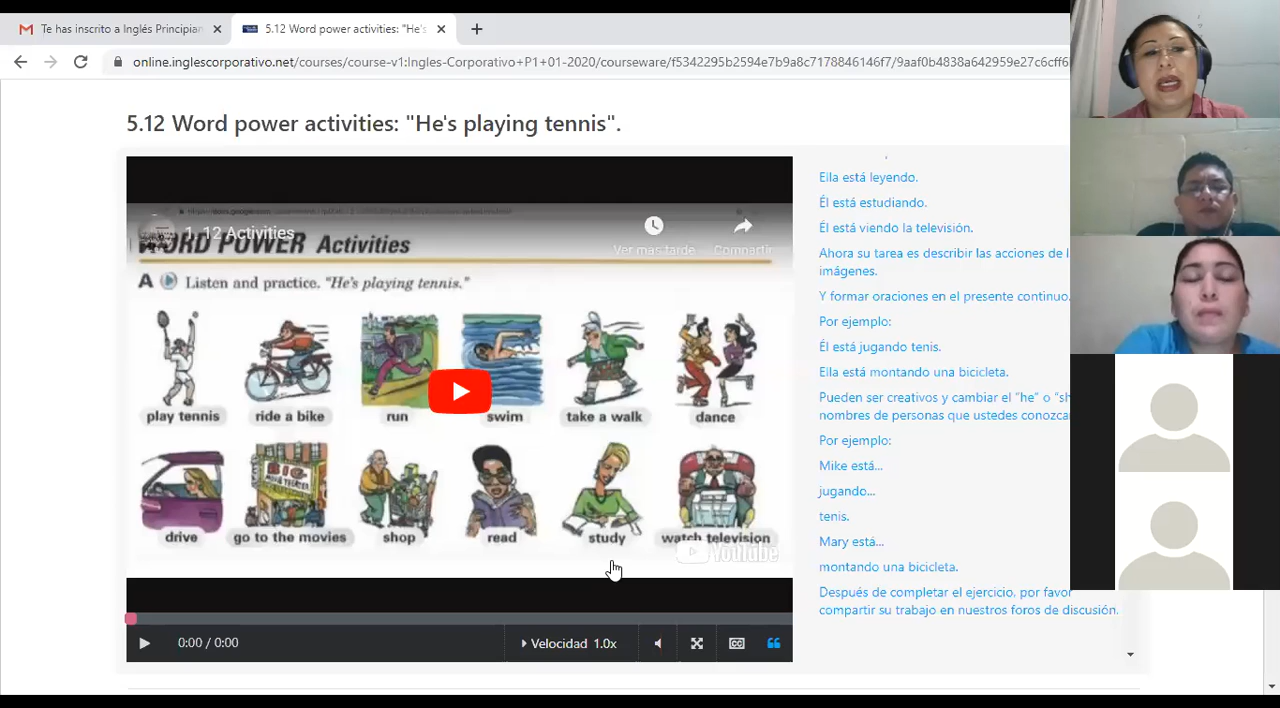 Te has inscrito a Inglés Principian
5.12 Word power activities: "He's
online.inglescorporativo.net/courses/course-v1:Ingles-Corporativo+P1+01-2020/courseware/f5342295b2594e7b9a8c7178846146f7/9aaf0b4838a642959e27c6cff6
5.12 Word power activities: "He's playing tennis".
1_12 Activities
Ver más tarde
Compartir
WORD POWER Activities
A Listen and practice. "He's playing tennis."
play tennis
ride a bike
run
swim
take a walk
dance
drive
go to the movies
shop
read
study
watch television
YouTube
0:00 / 0:00
Velocidad 1.0x
Ella está leyendo.
Él está estudiando.
Él está viendo la televisión.
Ahora su tarea es describir las acciones de l
imágenes.
Y formar oraciones en el presente continuo.
Por ejemplo:
Él está jugando tenis.
Ella está montando una bicicleta.
Pueden ser creativos y cambiar el "he" o "sh
nombres de personas que ustedes conozca
Por ejemplo:
Mike está...
jugando...
tenis.
Mary está...
montando una bicicleta.
Después de completar el ejercicio, por favor
compartir su trabajo en nuestros foros de discusión.